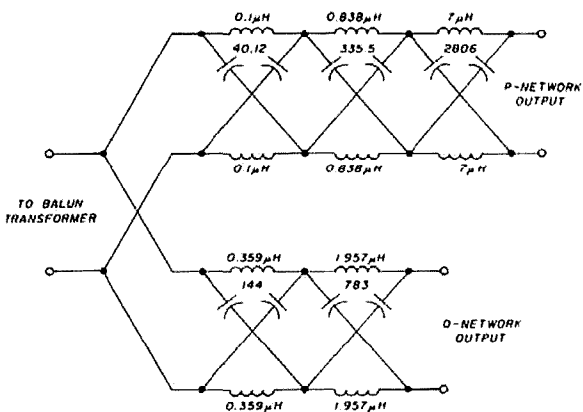 0.1μH 0.838μH 7μH
40.12 335.5 2806
P-NETWORK
OUTPUT
0.1μH 0.838μH 7μH
TO BALUN
TRANSFORMER
0.359μH 1.957μH
144 783
Q-NETWORK
OUTPUT
0.359μH 1.957μH